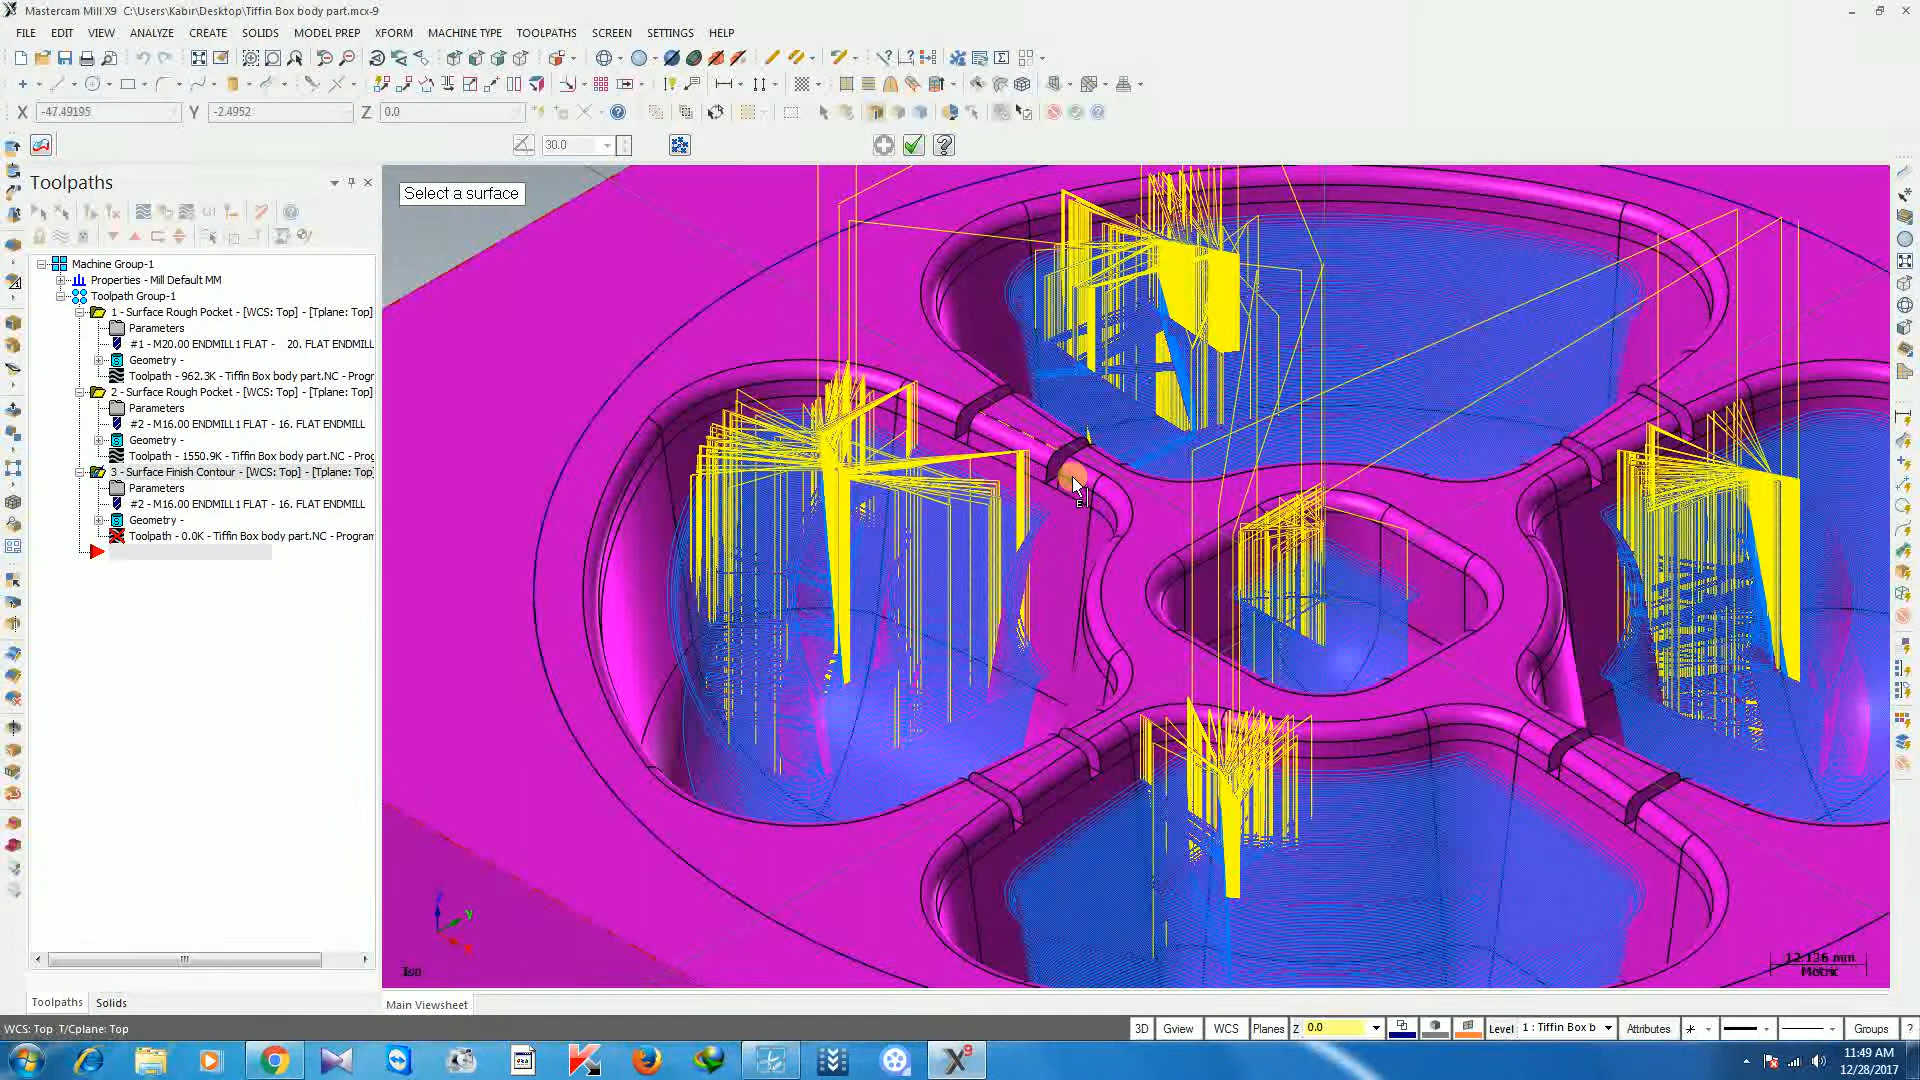 Mastercam Mill X9  C:\Users\Kabir\Desktop\Tiffin Box body part.mcx-9
FILE EDIT VIEW ANALYZE CREATE SOLIDS MODEL PREP XFORM MACHINE TYPE TOOLPATHS SCREEN SETTINGS HELP
X -47.49195 Y -2.4952 Z 0.0
30.0
Toolpaths
Select a surface
Machine Group-1
Properties - Mill Default MM
Toolpath Group-1
1 - Surface Rough Pocket - [WCS: Top] - [Tplane: Top]
Parameters
#1 - M20.00 ENDMILL1 FLAT -    20. FLAT ENDMILL
Geometry -
Toolpath - 962.3K - Tiffin Box body part.NC - Progr
2 - Surface Rough Pocket - [WCS: Top] - [Tplane: Top]
Parameters
#2 - M16.00 ENDMILL1 FLAT - 16. FLAT ENDMILL
Geometry -
Toolpath - 1550.9K - Tiffin Box body part.NC - Prog
3 - Surface Finish Contour - [WCS: Top] - [Tplane: Top]
Parameters
#2 - M16.00 ENDMILL1 FLAT - 16. FLAT ENDMILL
Geometry -
Toolpath - 0.0K - Tiffin Box body part.NC - Program
E
Z
Y
X
Iso
12.126 mm
Metric
Toolpaths Solids
Main Viewsheet
WCS: Top  T/Cplane: Top
3D Gview WCS Planes Z 0.0 Level 1 : Tiffin Box b Attributes Groups ?
X9
11:49 AM
12/28/2017